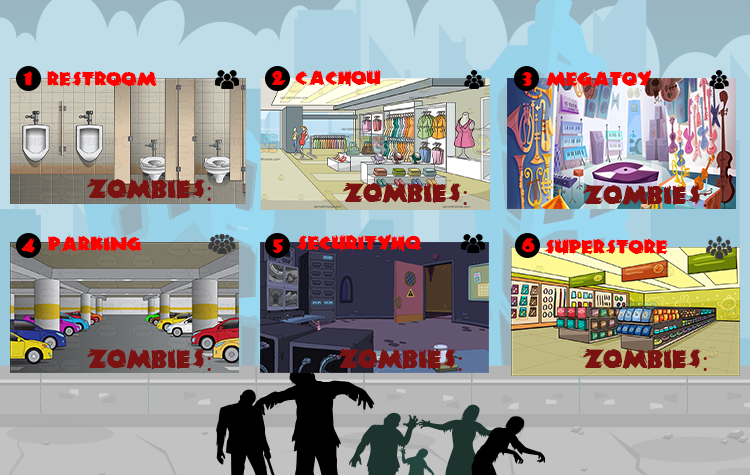 1 RESTROOM
2 CACHOU
3 MEGATOY
ZOMBIES:
ZOMBIES:
ZOMBIES:
4 PARKING
5 SECURITYHQ
6 SUPERSTORE
ZOMBIES:
ZOMBIES:
ZOMBIES: